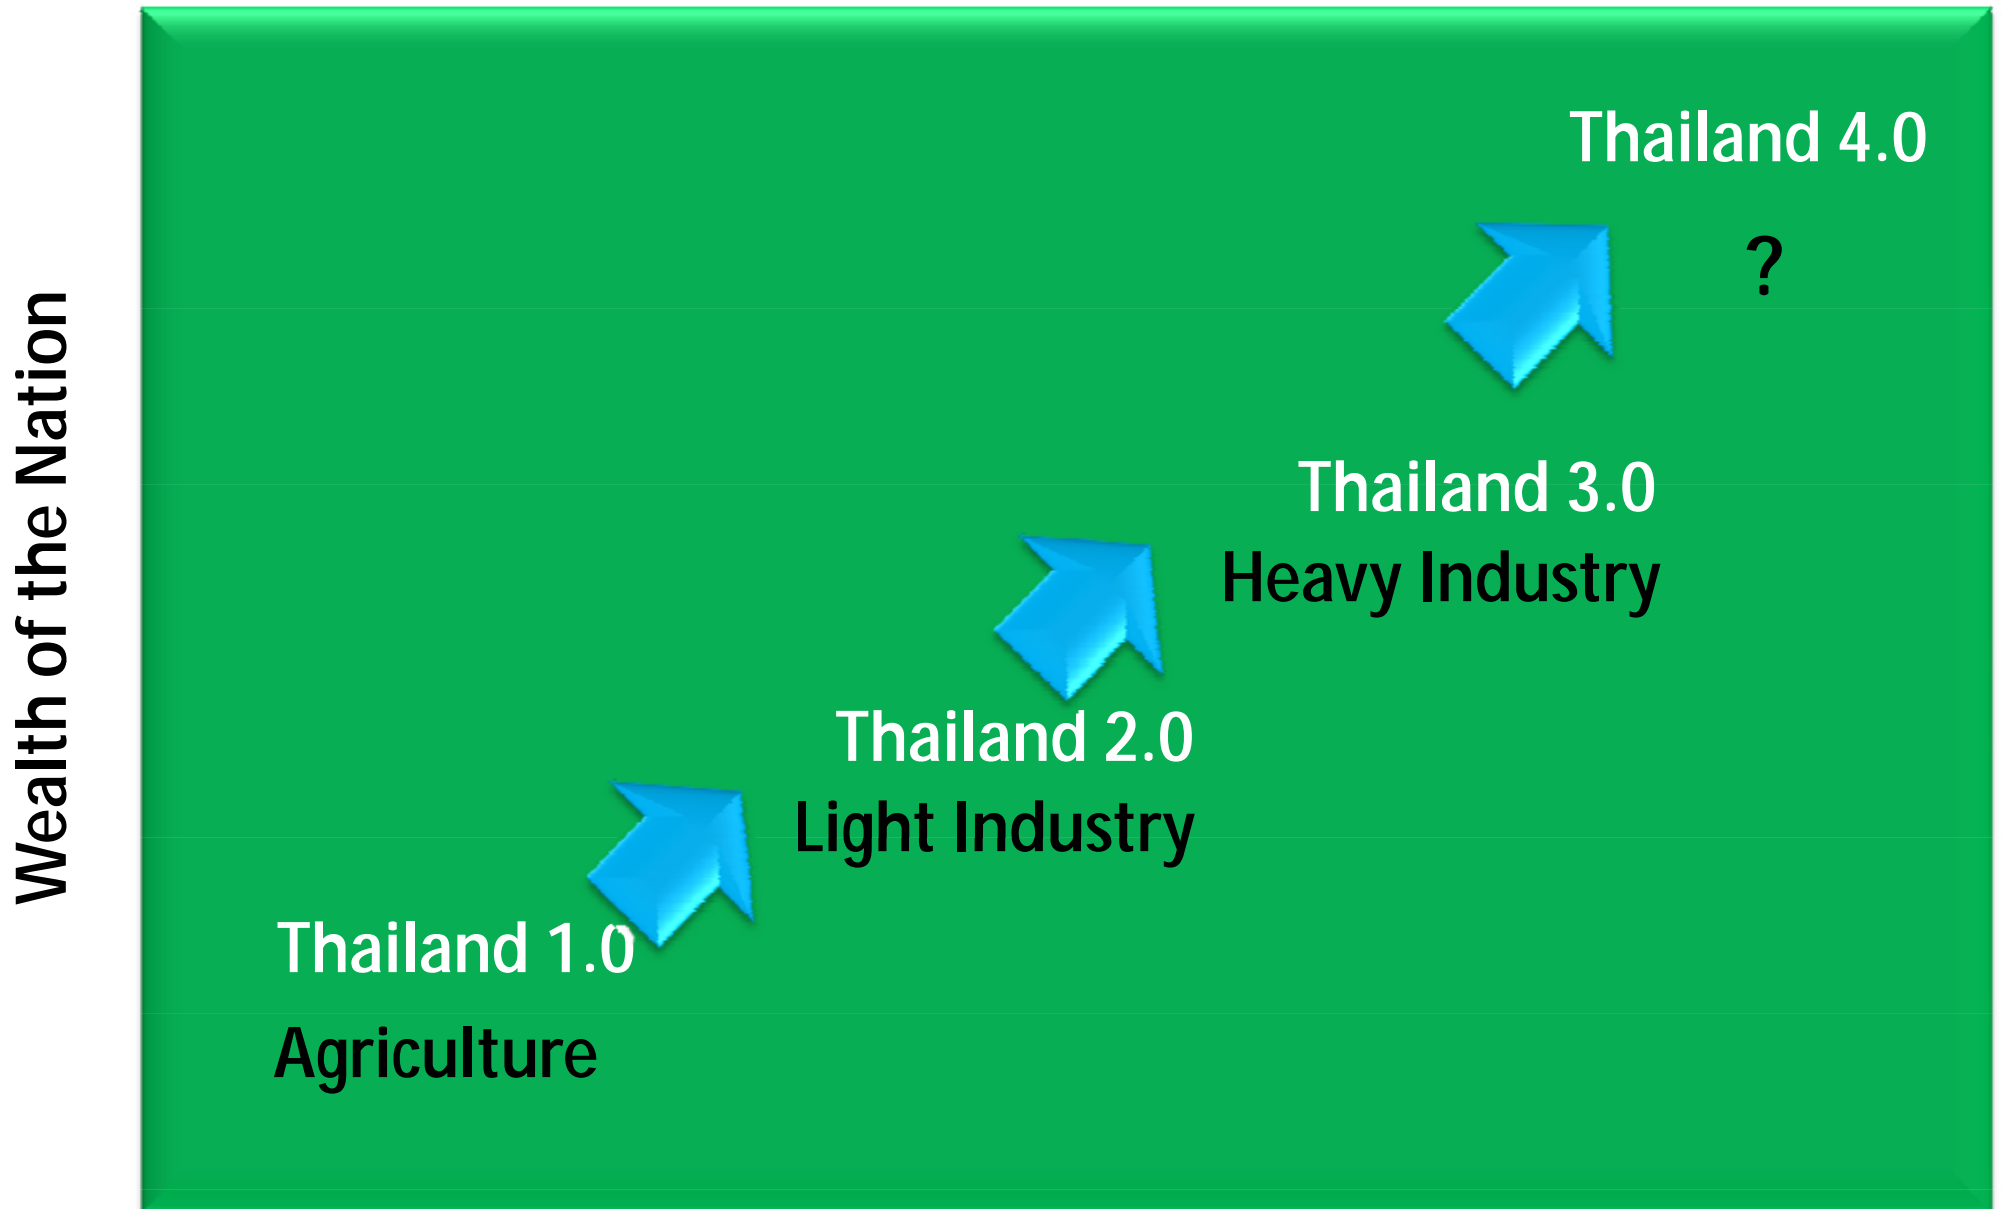 Wealth of the Nation
Thailand 4.0
?
Thailand 3.0
Heavy Industry
Thailand 2.0
Light Industry
Thailand 1.0
Agriculture